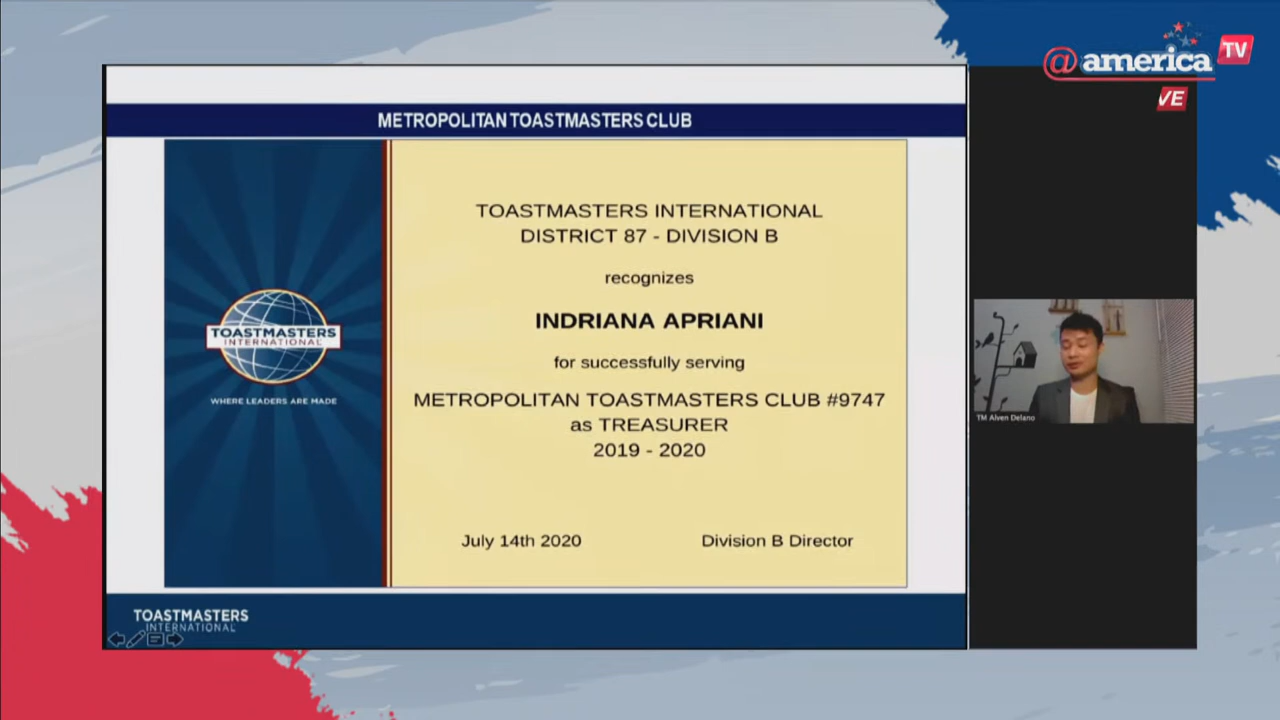 @america TV
VE
METROPOLITAN TOASTMASTERS CLUB
TOASTMASTERS INTERNATIONAL
DISTRICT 87 - DIVISION B
recognizes
INDRIANA APRIANI
for successfully serving
METROPOLITAN TOASTMASTERS CLUB #9747
as TREASURER
2019 - 2020
July 14th 2020
Division B Director
TOASTMASTERS
INTERNATIONAL
WHERE LEADERS ARE MADE
TM Alven Delano
TOASTMASTERS
INTERNATIONAL